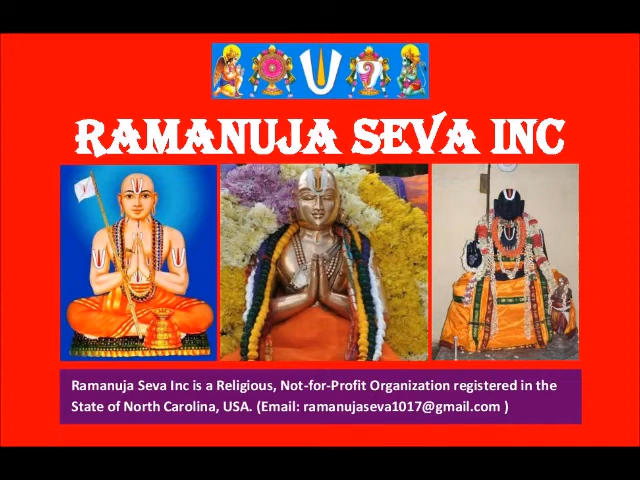 RAMANUJA SEVA INC
Ramanuja Seva Inc is a Religious, Not-for-Profit Organization registered in the
State of North Carolina, USA. (Email: ramanujaseva1017@gmail.com )